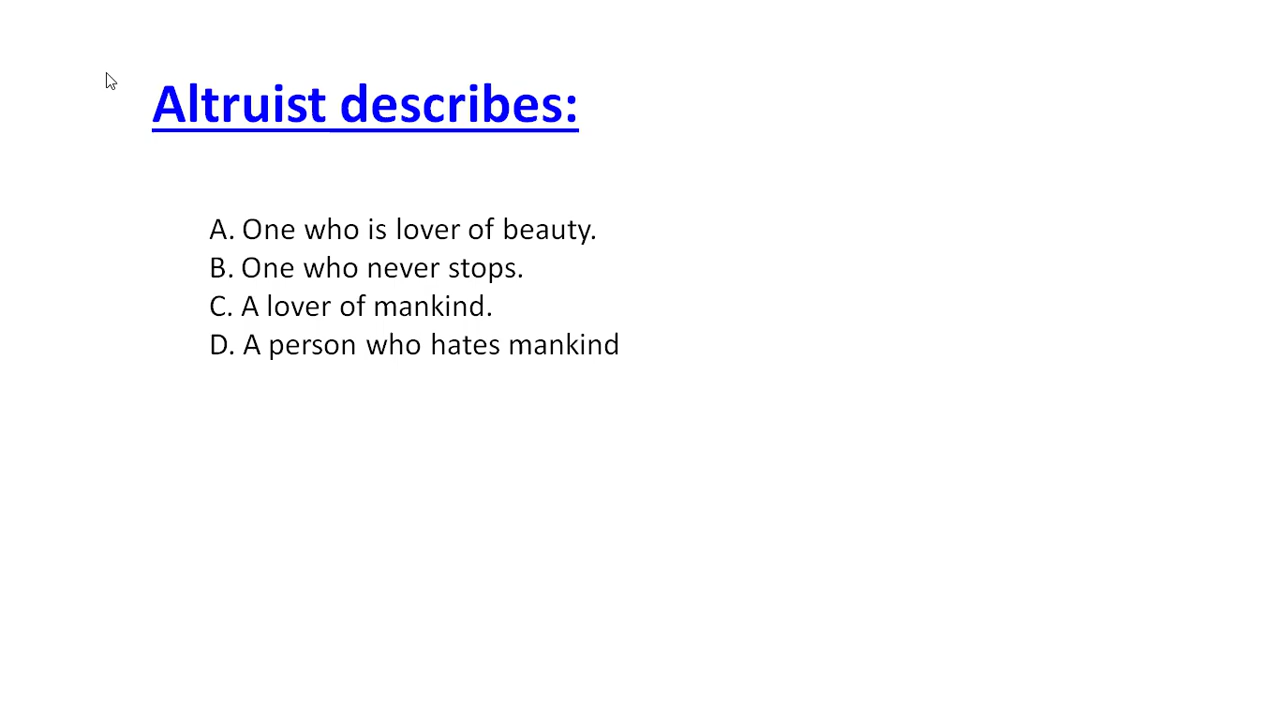 Altruist describes:
A. One who is lover of beauty.
B. One who never stops.
C. A lover of mankind.
D. A person who hates mankind